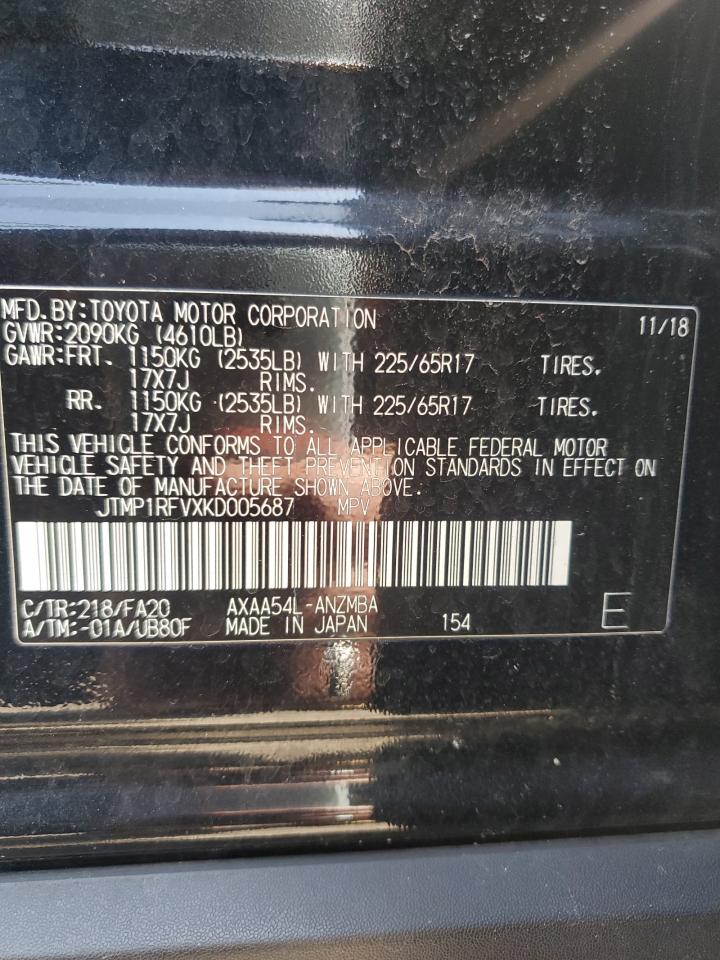 MFD.BY:TOYOTA MOTOR CORPORATION 11/18
GVWR:2090KG (4610LB)
GAWR:FRT. 1150KG (2535LB) WITH 225/65R17 TIRES.
17X7J RIMS.
RR. 1150KG (2535LB) WITH 225/65R17 TIRES.
17X7J RIMS.
THIS VEHICLE CONFORMS TO ALL APPLICABLE FEDERAL MOTOR
VEHICLE SAFETY AND THEFT PREVENTION STANDARDS IN EFFECT ON
THE DATE OF MANUFACTURE SHOWN ABOVE.
JTMP1RFVXKD005687 MPV
C/TR:218/FA20 AXAA54L-ANZMBA
A/TM:-01A/UB80F MADE IN JAPAN 154 E